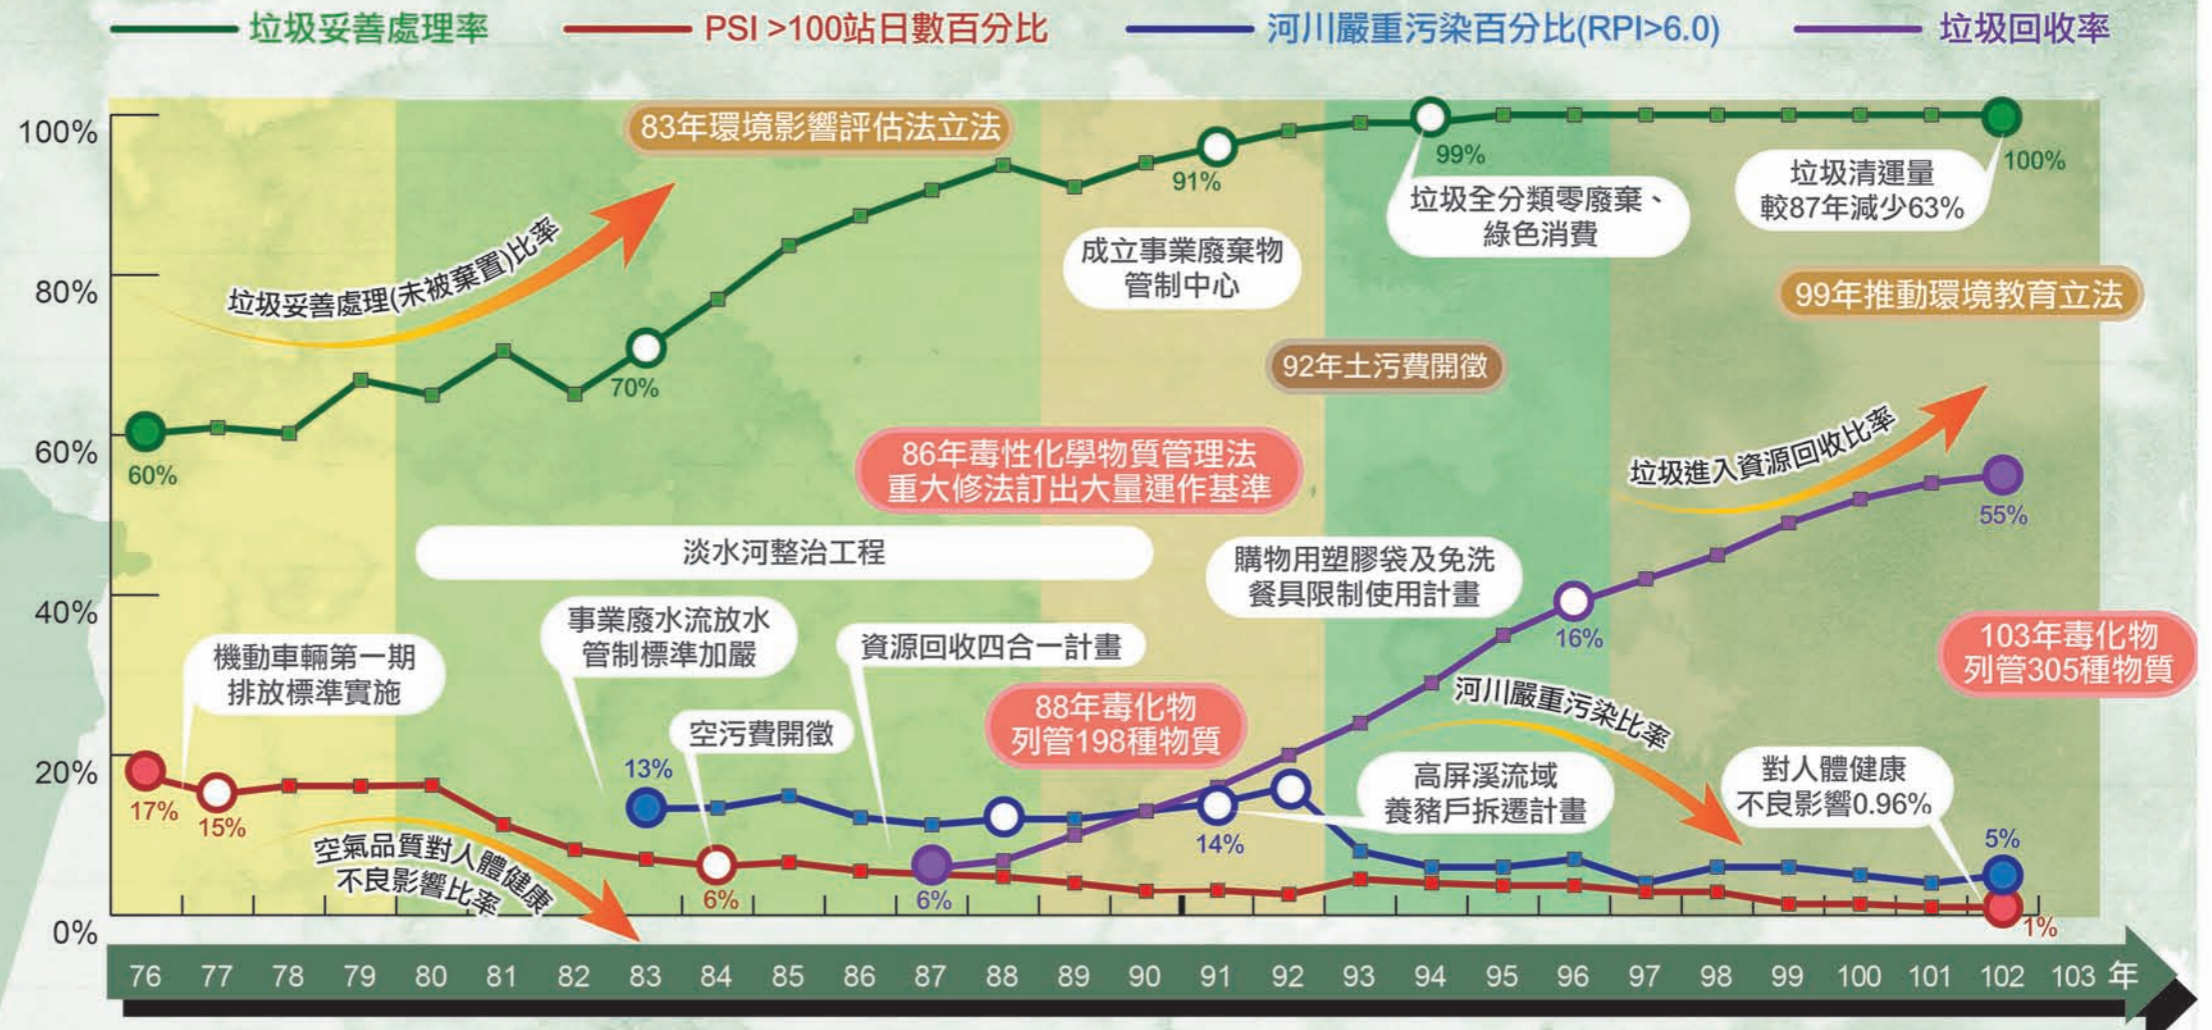 垃圾妥善處理率
PSI >100站日數百分比
河川嚴重污染百分比(RPI>6.0)
垃圾回收率
100%
80%
60%
40%
20%
0%
83年環境影響評估法立法
垃圾妥善處理(未被棄置)比率
60%
70%
91%
99%
100%
垃圾全分類零廢棄、
綠色消費
垃圾清運量
較87年減少63%
成立事業廢棄物
管制中心
99年推動環境教育立法
92年土污費開徵
86年毒性化學物質管理法
重大修法訂出大量運作基準
垃圾進入資源回收比率
55%
淡水河整治工程
購物用塑膠袋及免洗
餐具限制使用計畫
16%
機動車輛第一期
排放標準實施
事業廢水流放水
管制標準加嚴
資源回收四合一計畫
空污費開徵
88年毒化物
列管198種物質
103年毒化物
列管305種物質
河川嚴重污染比率
高屏溪流域
養豬戶拆遷計畫
對人體健康
不良影響0.96%
17%
15%
13%
空氣品質對人體健康
不良影響比率
6%
6%
14%
5%
1%
76 77 78 79 80 81 82 83 84 85 86 87 88 89 90 91 92 93 94 95 96 97 98 99 100 101 102 103 年